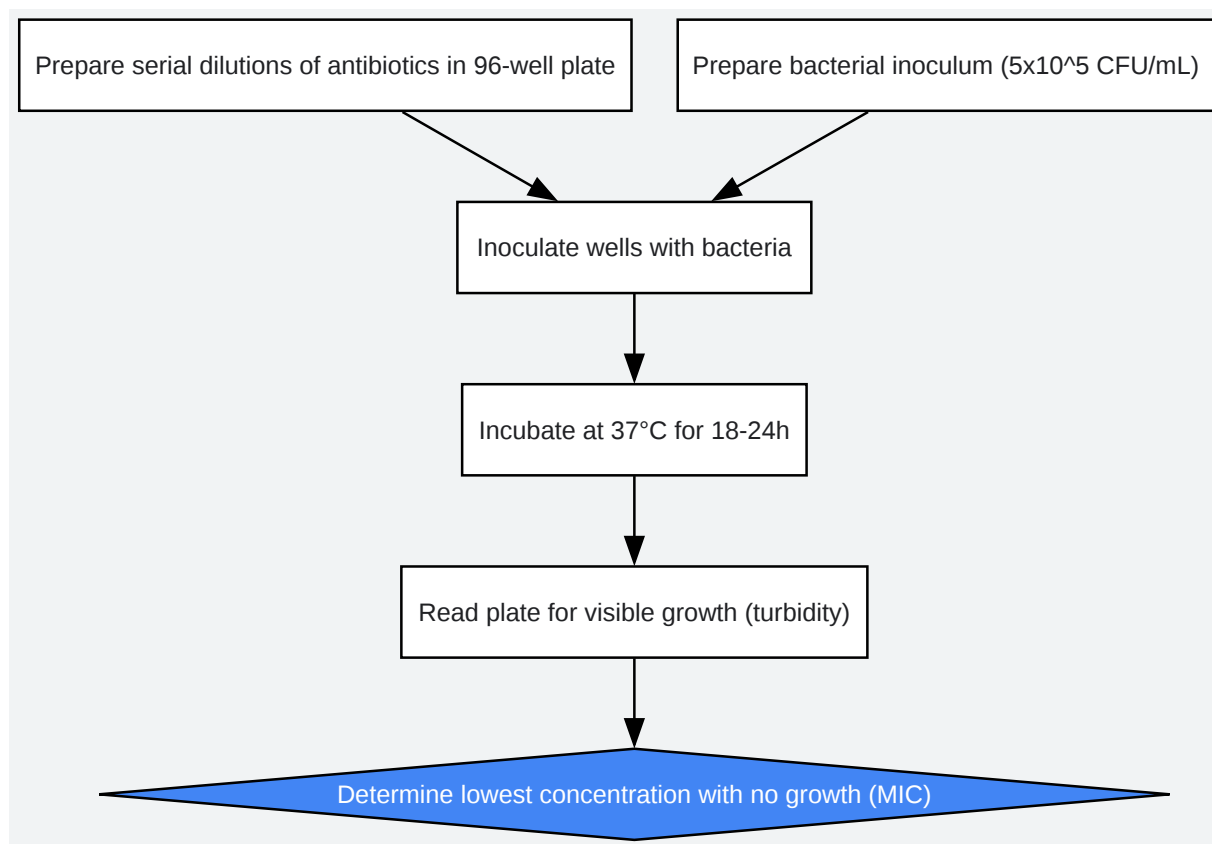 Prepare serial dilutions of antibiotics in 96-well plate
Prepare bacterial inoculum (5x10^5 CFU/mL)
Inoculate wells with bacteria
Incubate at 37°C for 18-24h
Read plate for visible growth (turbidity)
Determine lowest concentration with no growth (MIC)